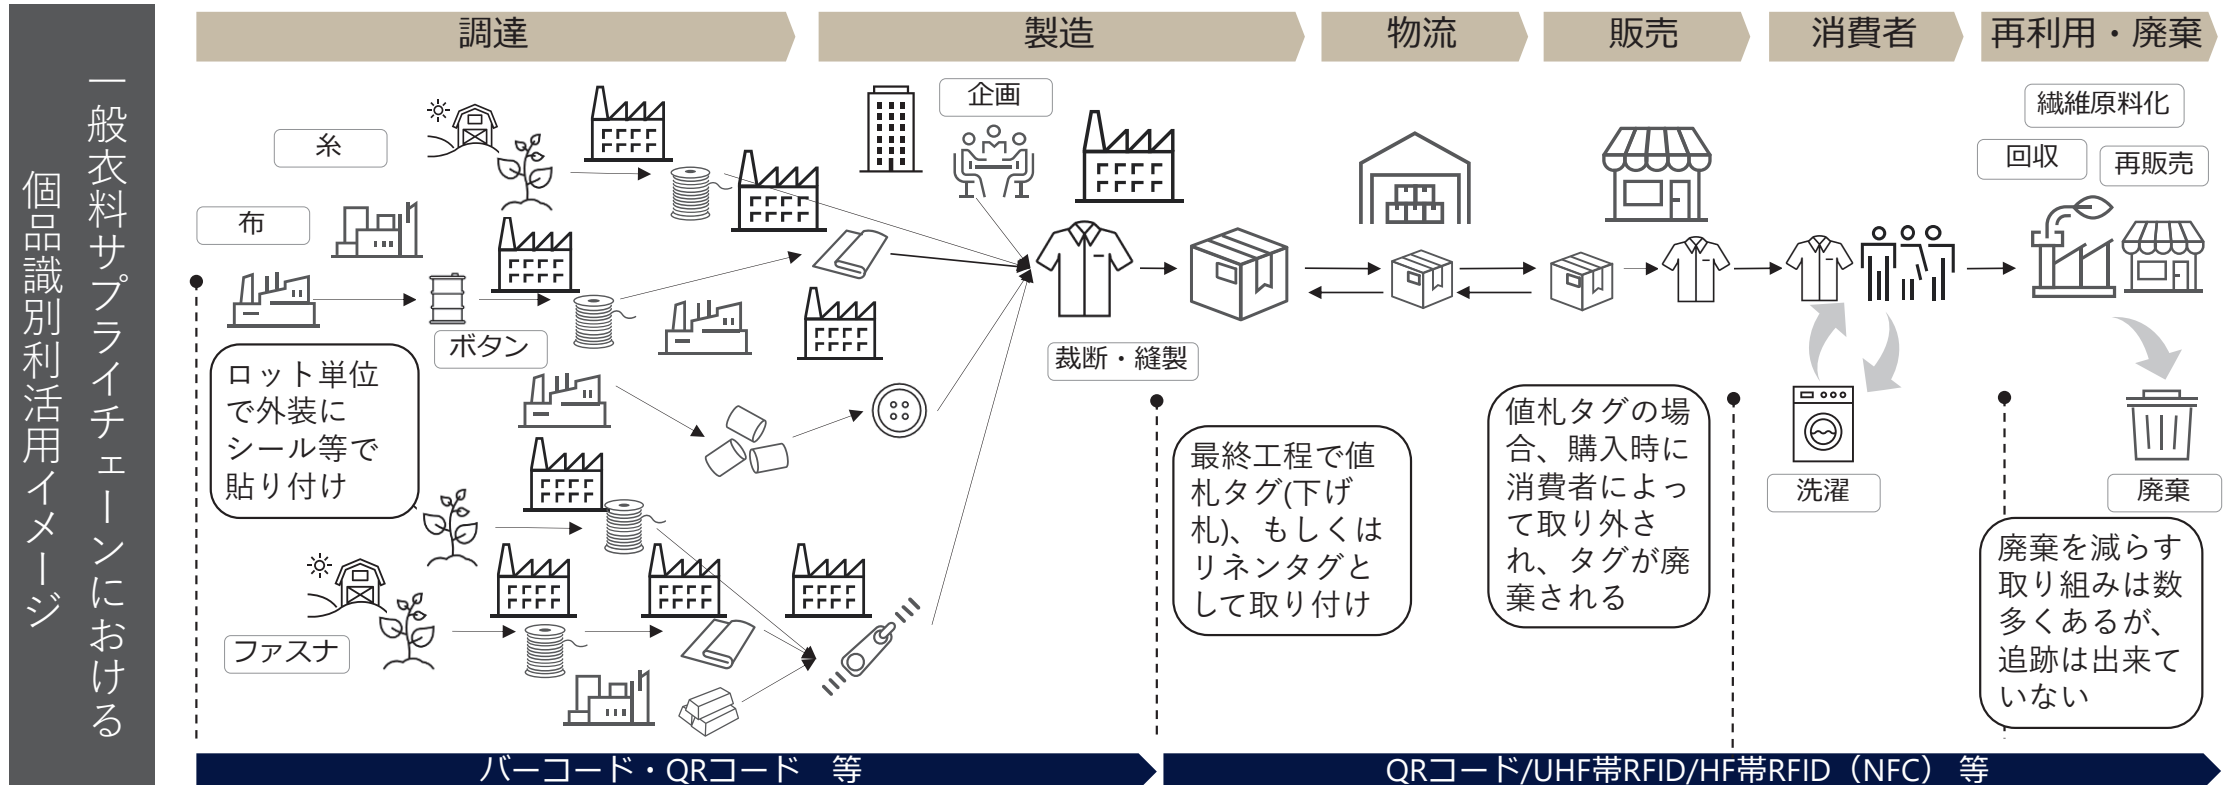 一般衣料サプライチェーンにおける
個品識別利活用イメージ
調達
製造
物流
販売
消費者
再利用・廃棄
糸
布
ボタン
ファスナ
企画
裁断・縫製
繊維原料化
回収
再販売
洗濯
廃棄
ロット単位
で外装に
シール等で
貼り付け
最終工程で値
札タグ(下げ
札)、もしくは
リネンタグと
して取り付け
値札タグの場
合、購入時に
消費者によっ
て取り外さ
れ、タグが廃
棄される
廃棄を減らす
取り組みは数
多くあるが、
追跡は出来て
いない
バーコード・QRコード　等
QRコード/UHF帯RFID/HF帯RFID（NFC） 等